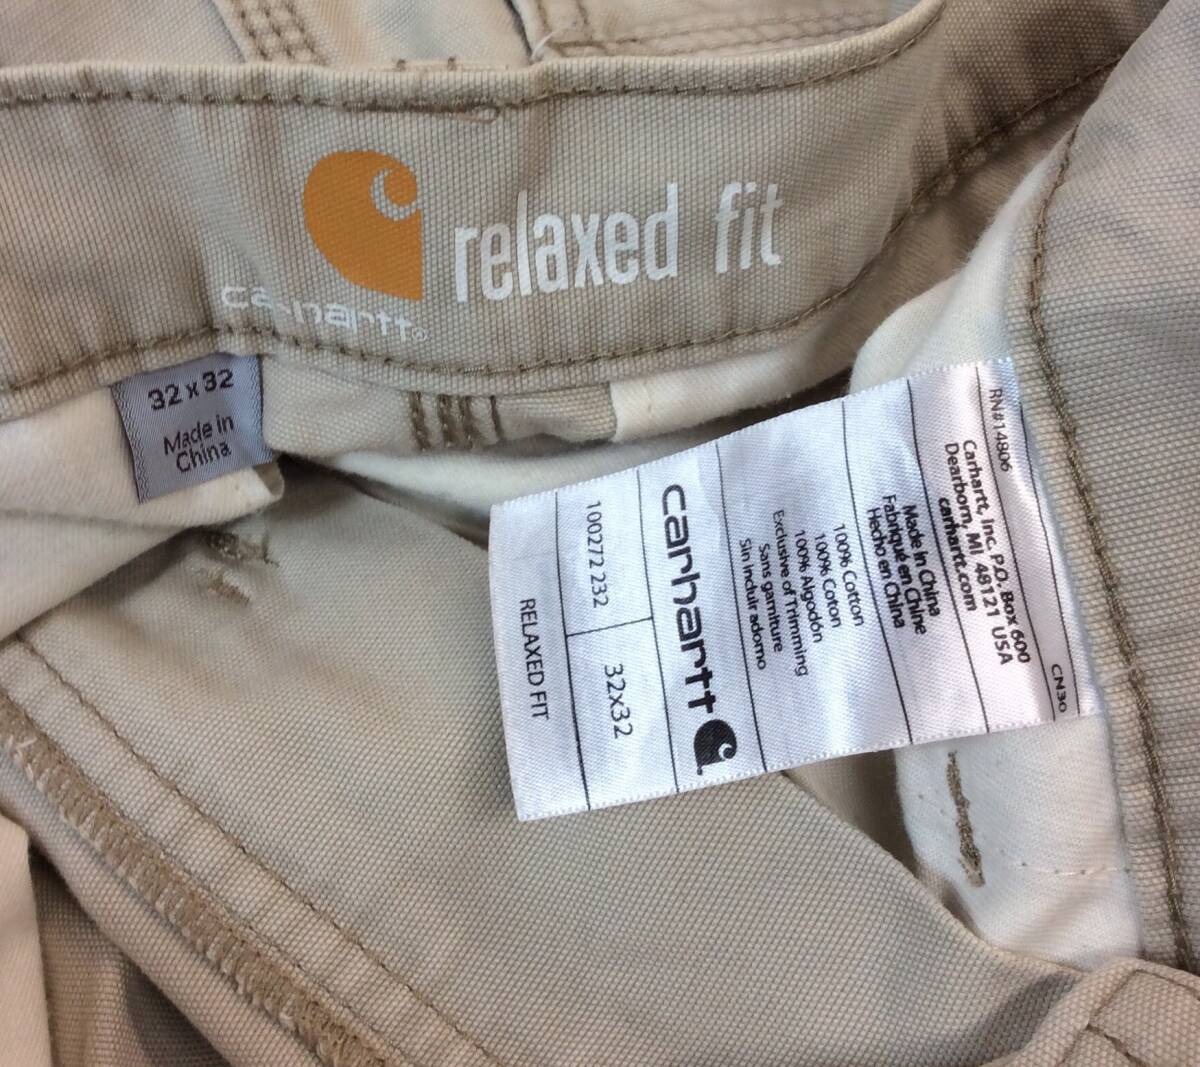 carhartt®
relaxed fit
32 x 32
Made in
China
RN#14806
CN30
Carhartt, Inc. P.O. Box 600
Dearborn, MI 48121 USA
carhartt.com
Made in China
Fabriqué en Chine
Hecho en China
100% Cotton
100% Coton
100% Algodón
Exclusive of Trimming
Sans garniture
Sin incluir adorno
carhartt
100272 232
32x32
RELAXED FIT